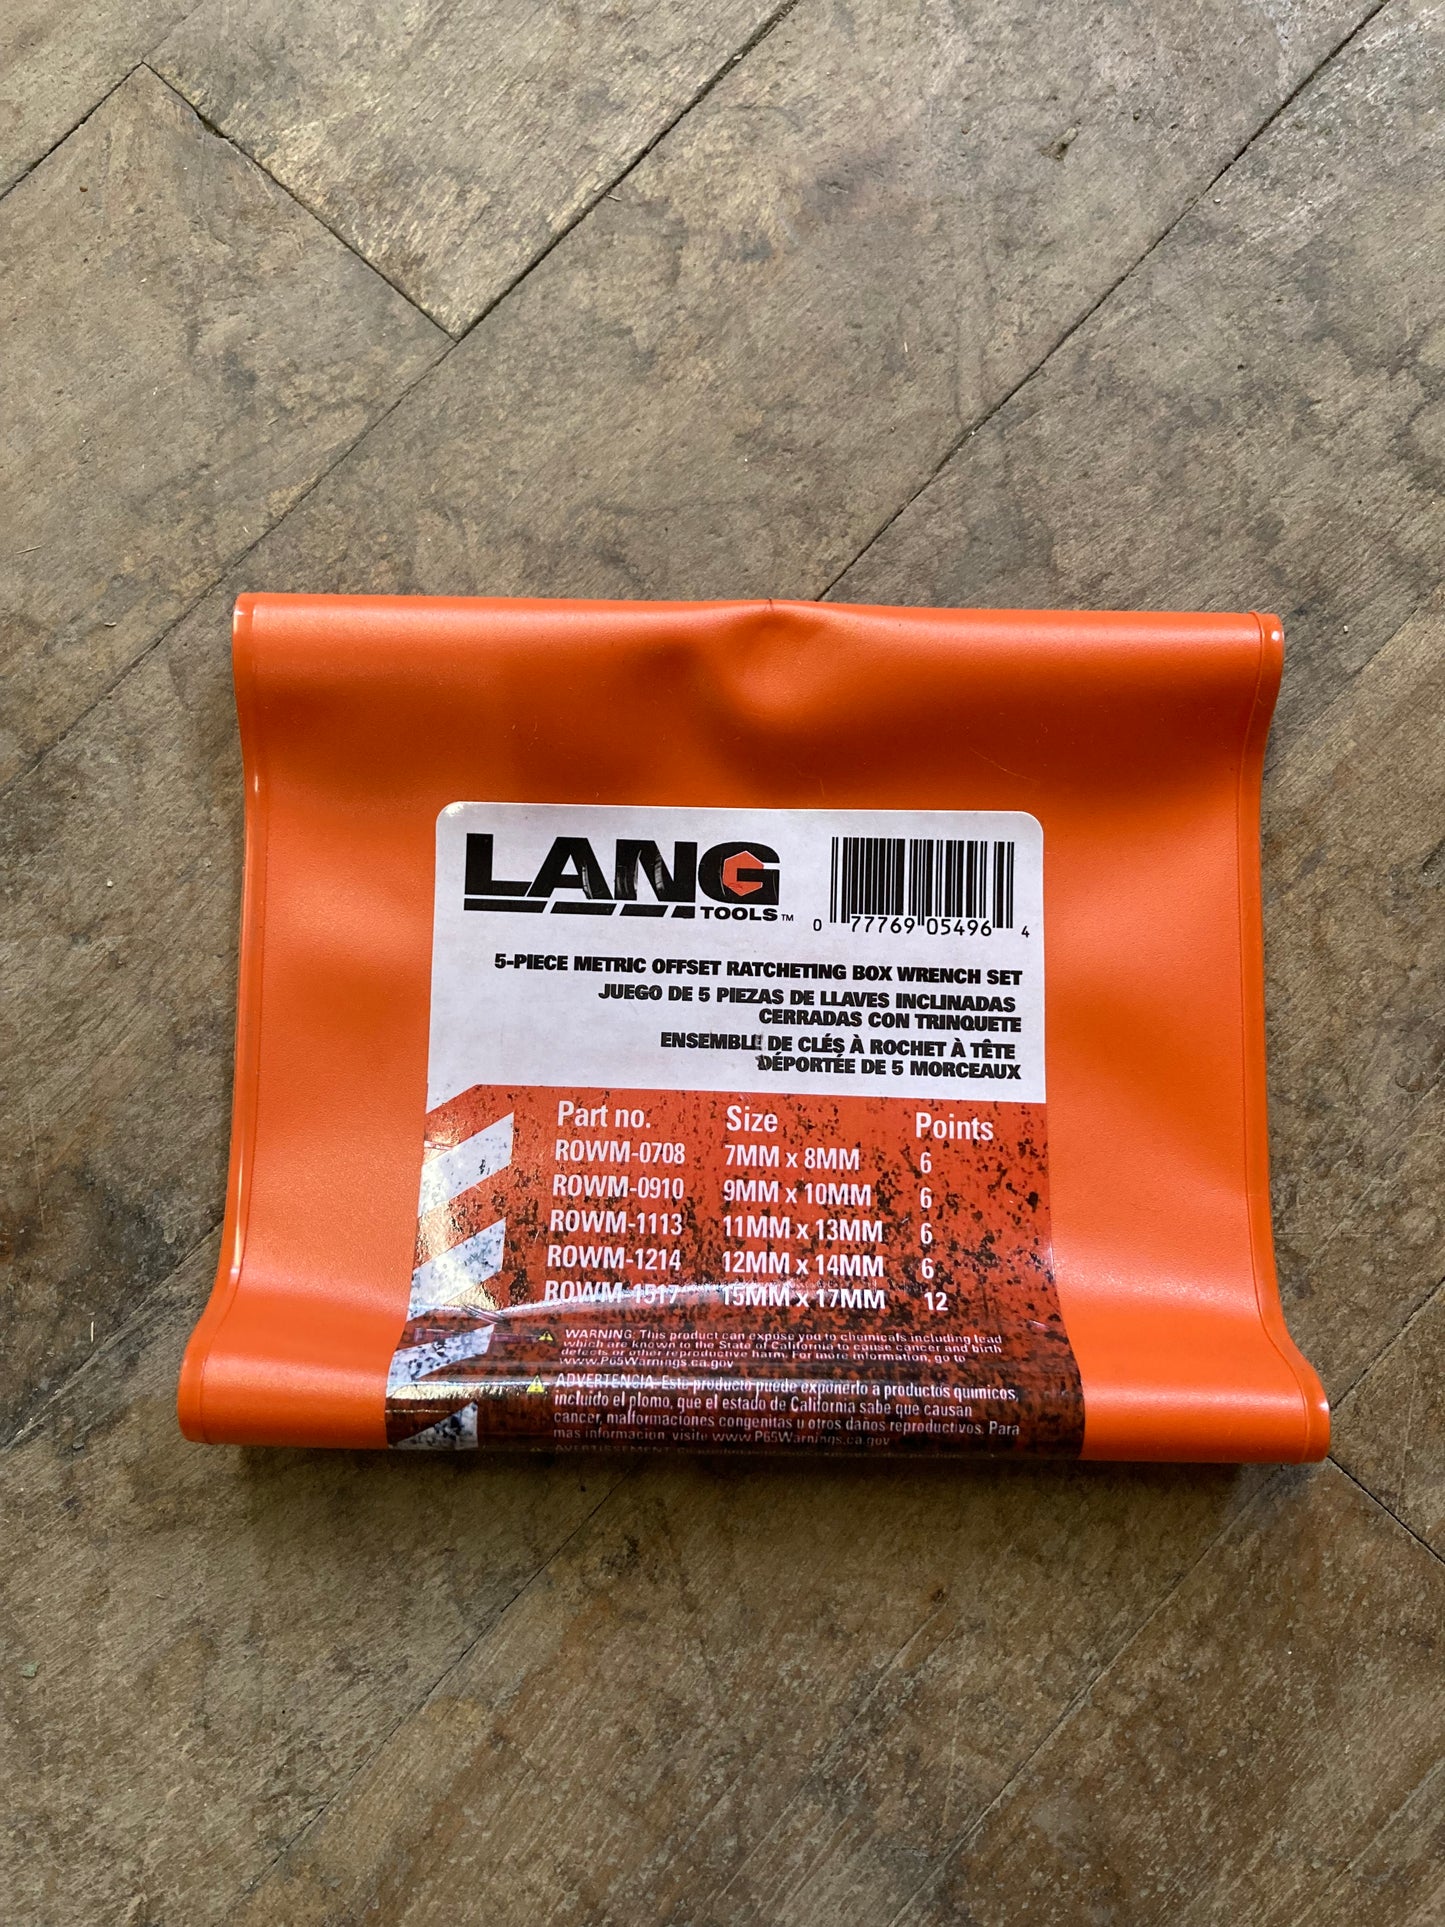 LANG
TOOLS™
0 77769 05496 4
5-PIECE METRIC OFFSET RATCHETING BOX WRENCH SET
JUEGO DE 5 PIEZAS DE LLAVES INCLINADAS
CERRADAS CON TRINQUETE
ENSEMBLE DE CLÉS À ROCHET À TÊTE
DÉPORTÉE DE 5 MORCEAUX
Part no. Size Points
ROWM-0708 7MM x 8MM 6
ROWM-0910 9MM x 10MM 6
ROWM-1113 11MM x 13MM 6
ROWM-1214 12MM x 14MM 6
ROWM-1517 15MM x 17MM 12
WARNING: This product can expose you to chemicals including lead
which are known to the State of California to cause cancer and birth
defects or other reproductive harm. For more information, go to
www.P65Warnings.ca.gov
ADVERTENCIA: Este producto puede exponerlo a productos químicos,
incluido el plomo, que el estado de California sabe que causan
cancer, malformaciones congenitas u otros daños reproductivos. Para
mas informacion, visite www.P65Warnings.ca.gov
AVERTISSEMENT: